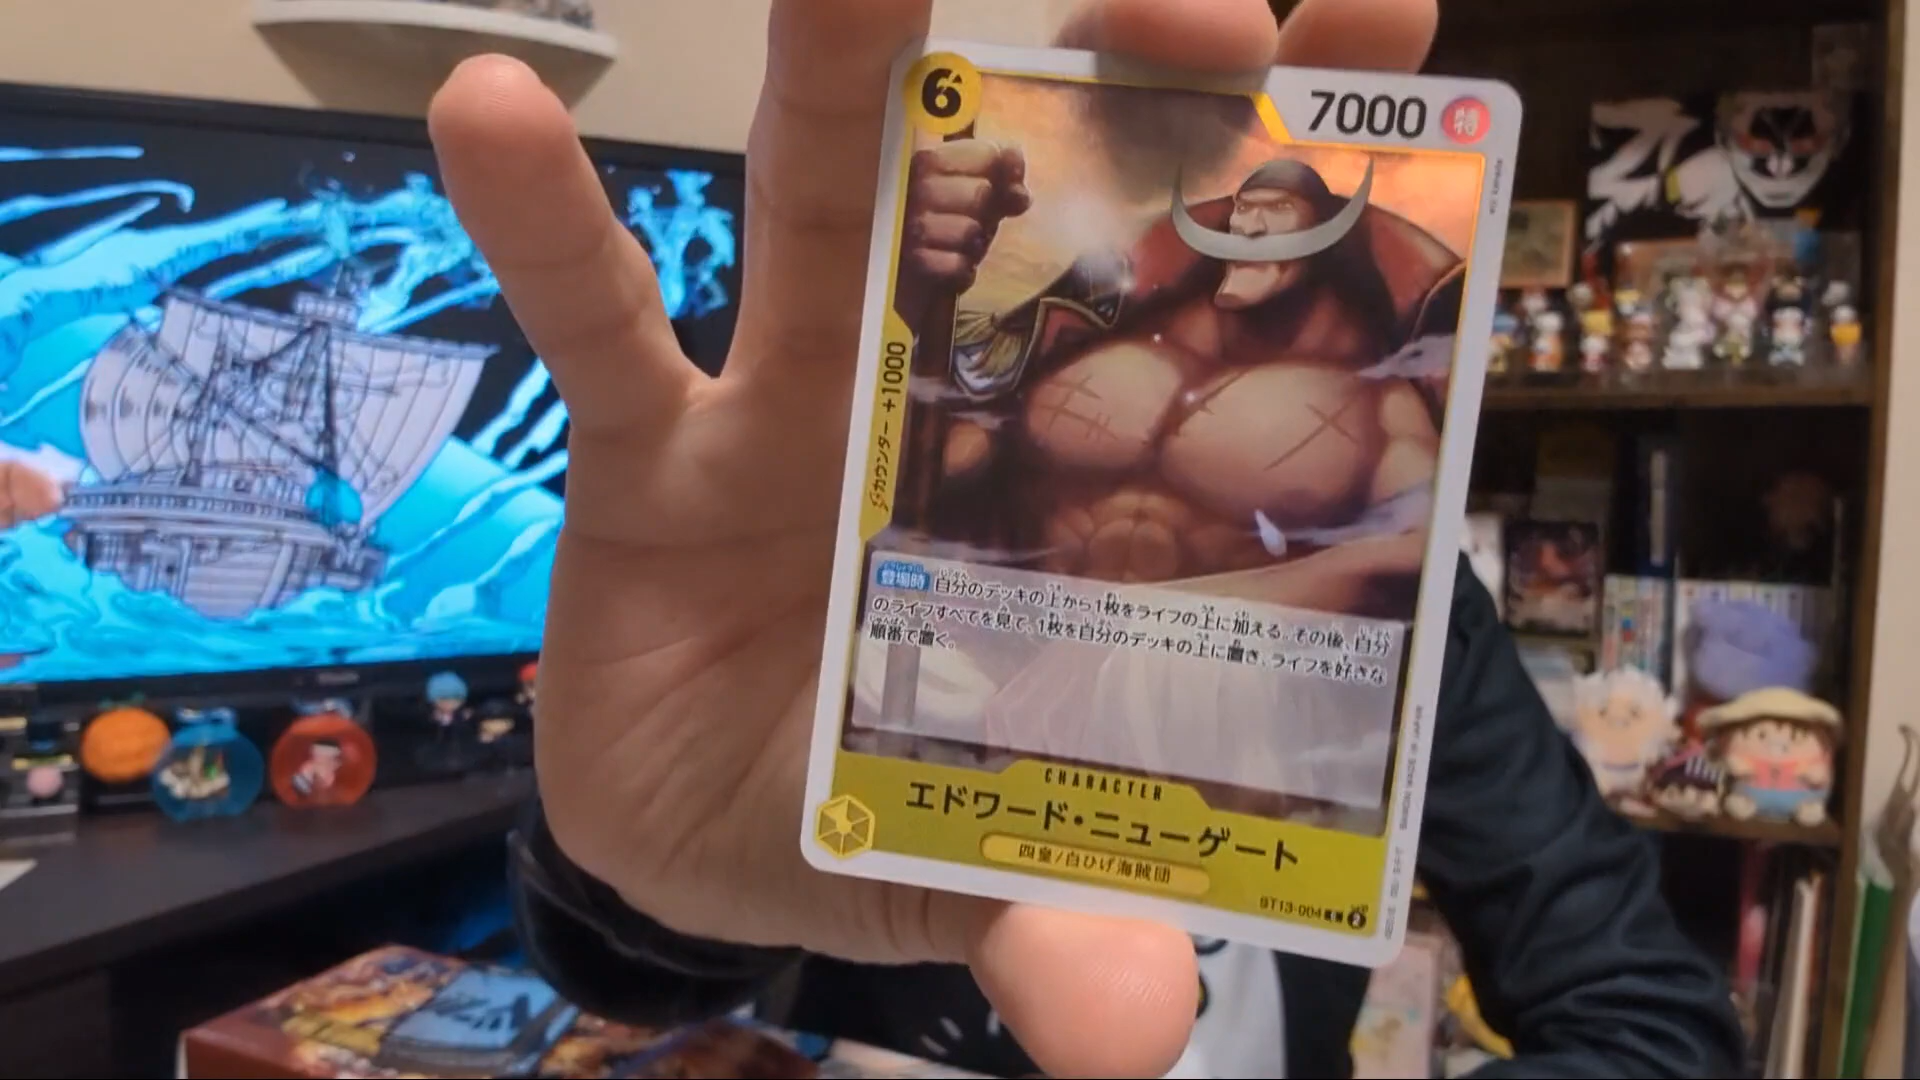 6
7000 特
カウンター +1000
登場時 自分のデッキの上から1枚をライフの上に加える。その後、自分
のライフすべてを見て、1枚を自分のデッキの上に置き、ライフを好きな
順番で置く。
CHARACTER
エドワード・ニューゲート
四皇/白ひげ海賊団
ST13-004 C
2